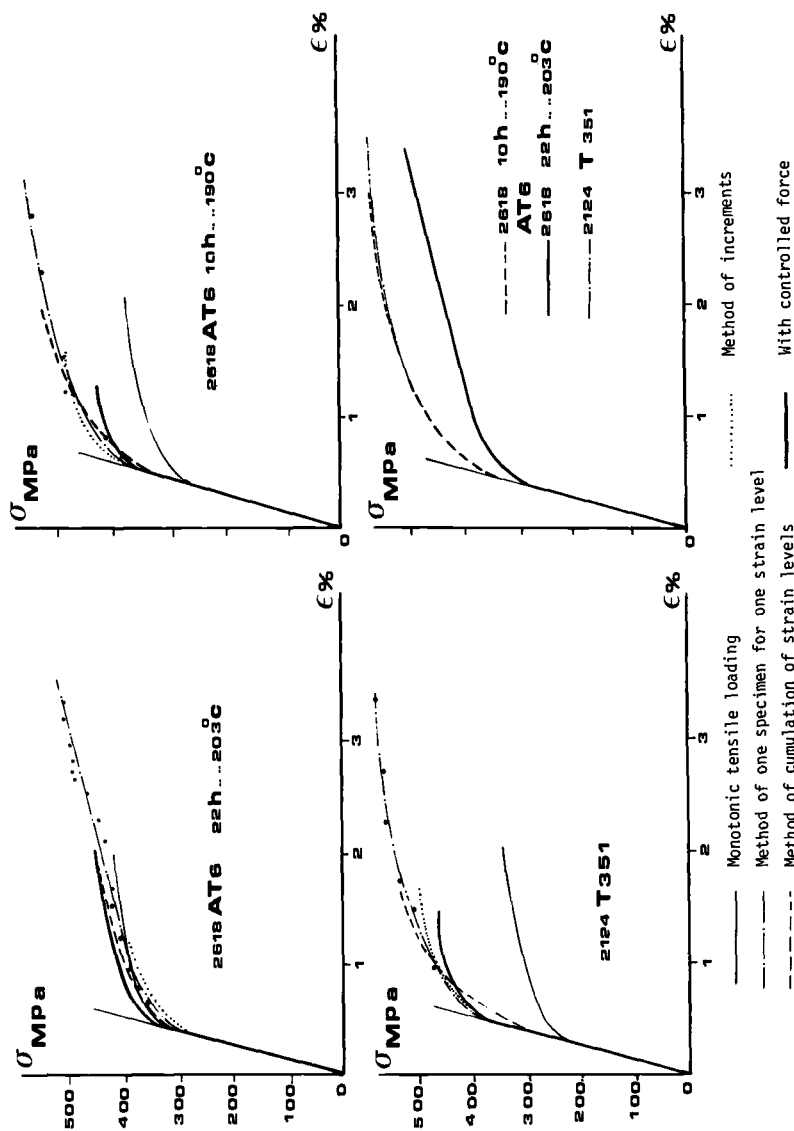 σ MPa
500
400
300
200
100
0
1
2
3
ϵ%
2618 AT6 22h...203°C
σ MPa
0
1
2
3
ϵ%
2618 AT6 10h...190°C
σ MPa
500
400
300
200
100
0
1
2
3
ϵ%
2124 T351
σ MPa
0
1
2
3
ϵ%
2618 10h...190°C
AT6
2618 22h...203°C
2124 T 351
Monotonic tensile loading
Method of one specimen for one strain level
Method of cumulation of strain levels
Method of increments
With controlled force